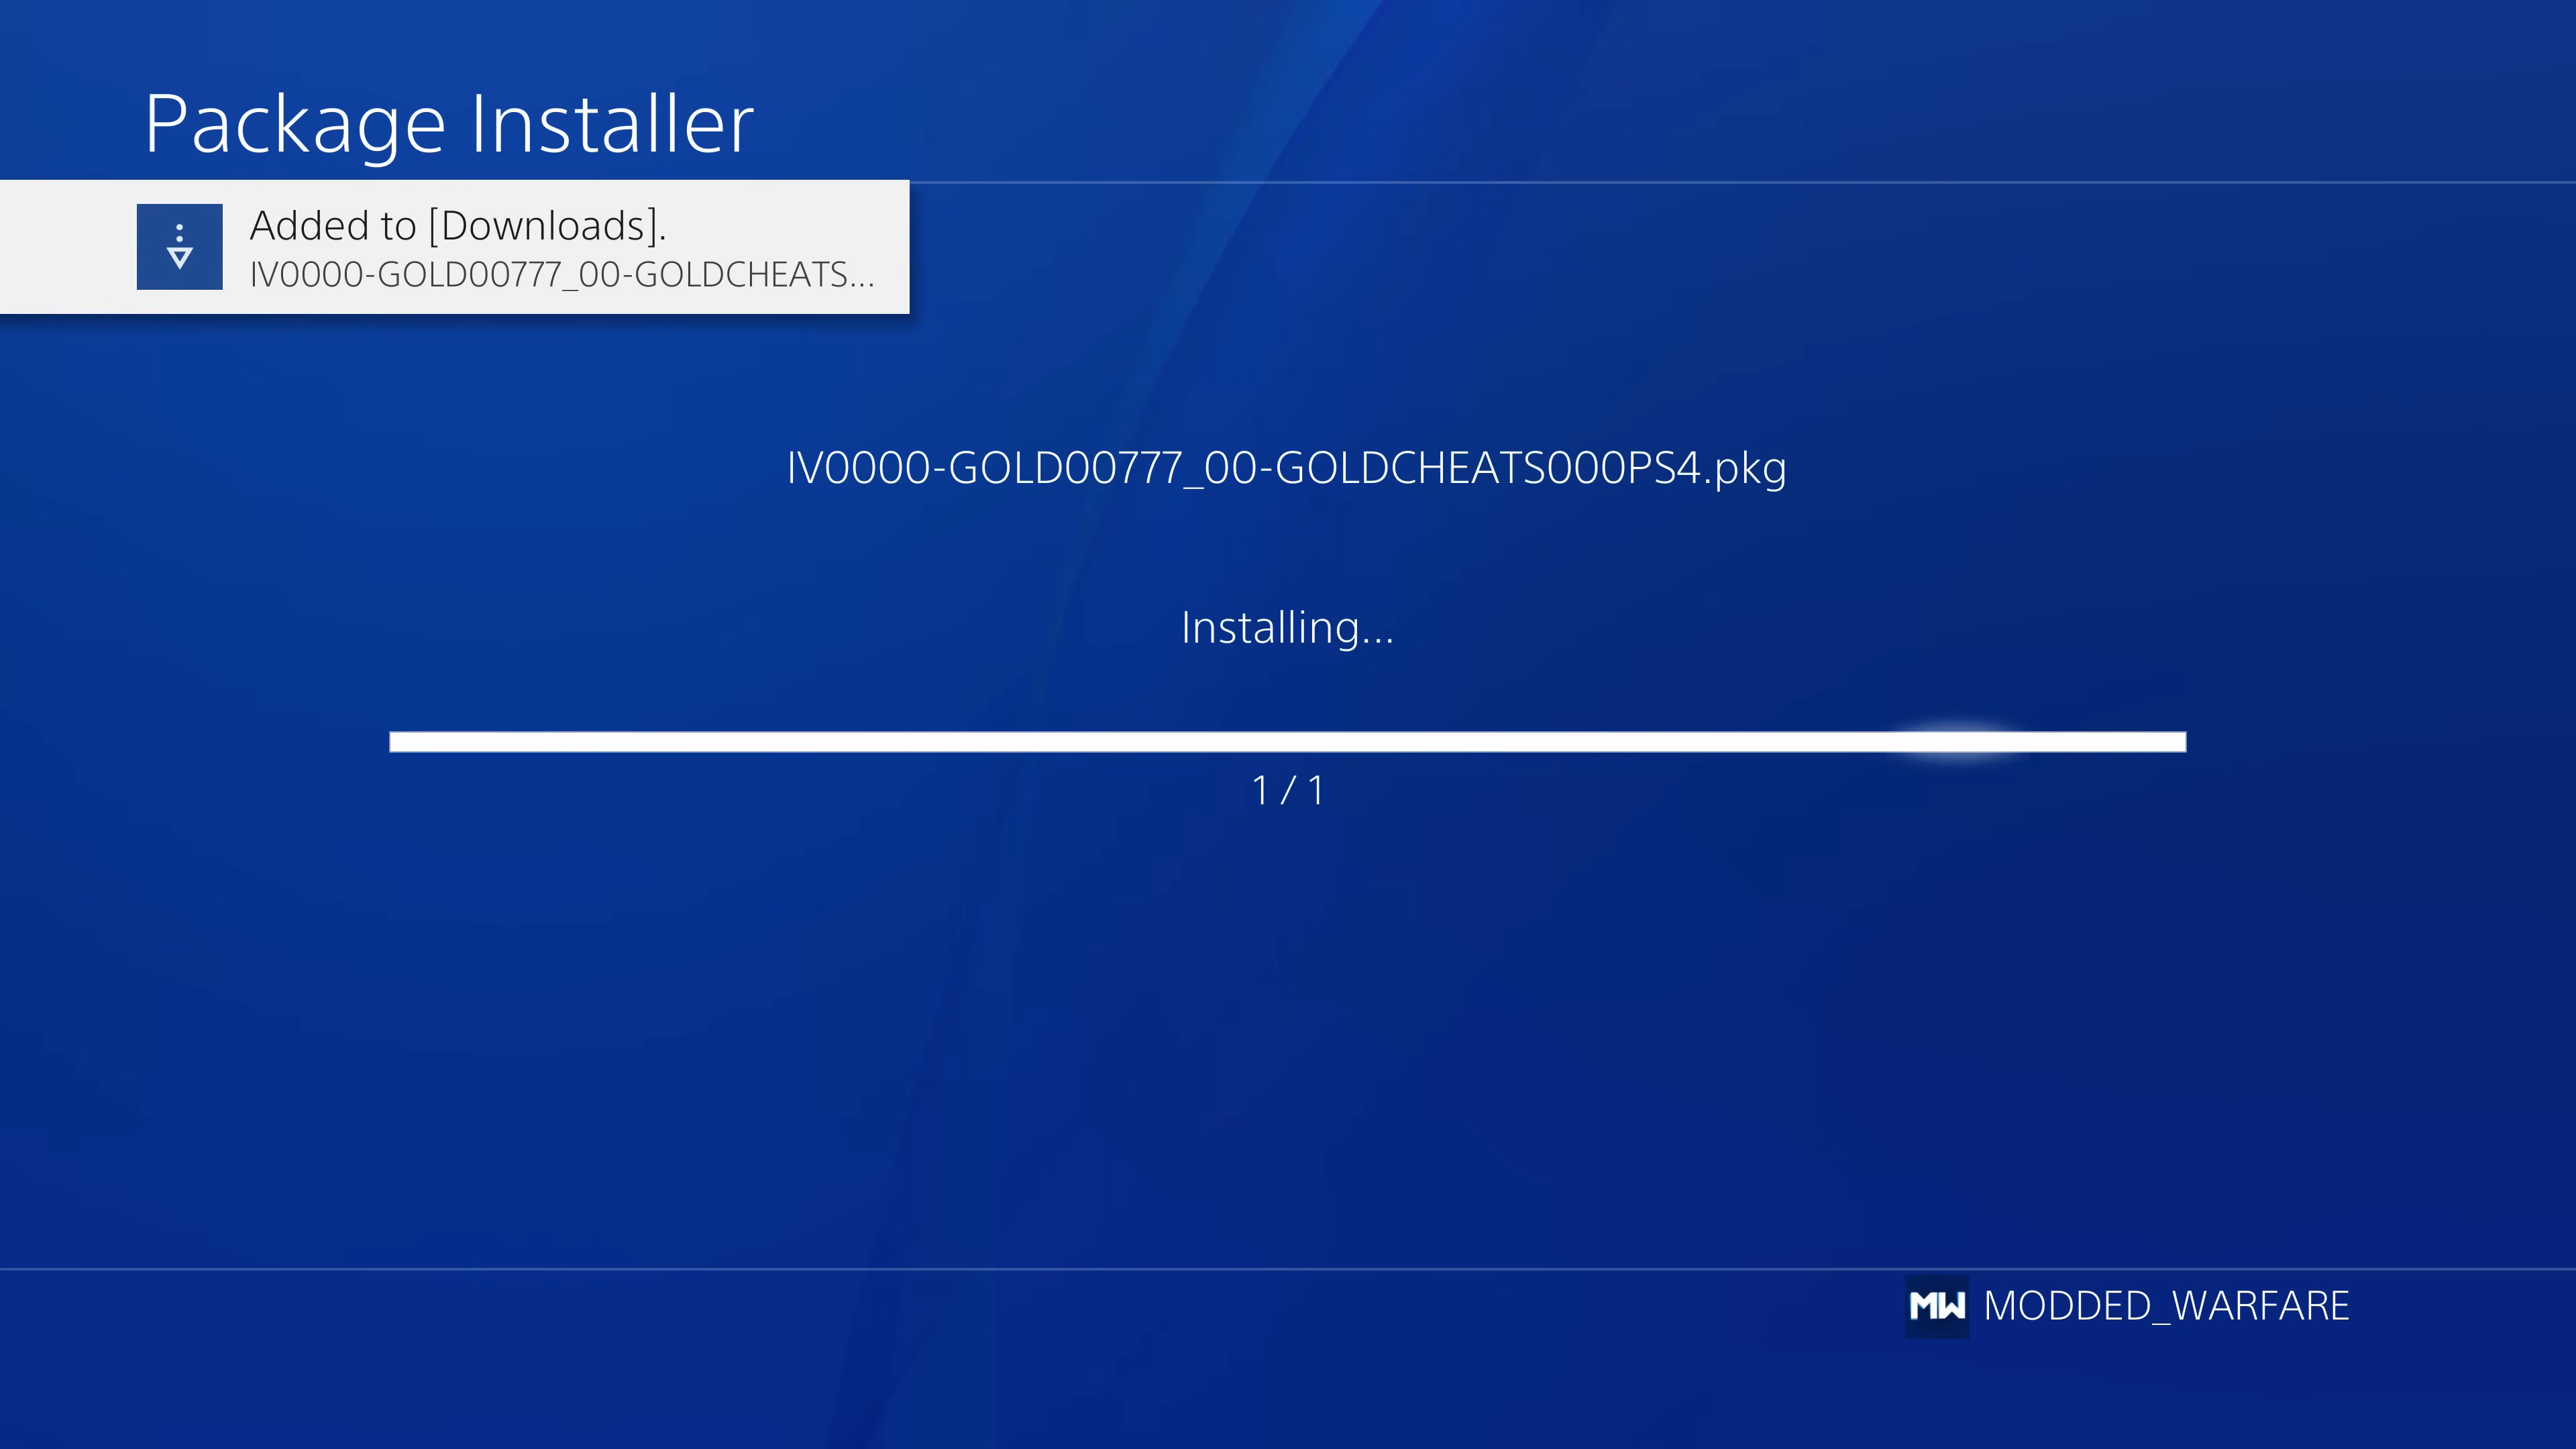 Package Installer
Added to [Downloads].
IV0000-GOLD00777_00-GOLDCHEATS...
IV0000-GOLD00777_00-GOLDCHEATS000PS4.pkg
Installing...
1 / 1
MW MODDED_WARFARE